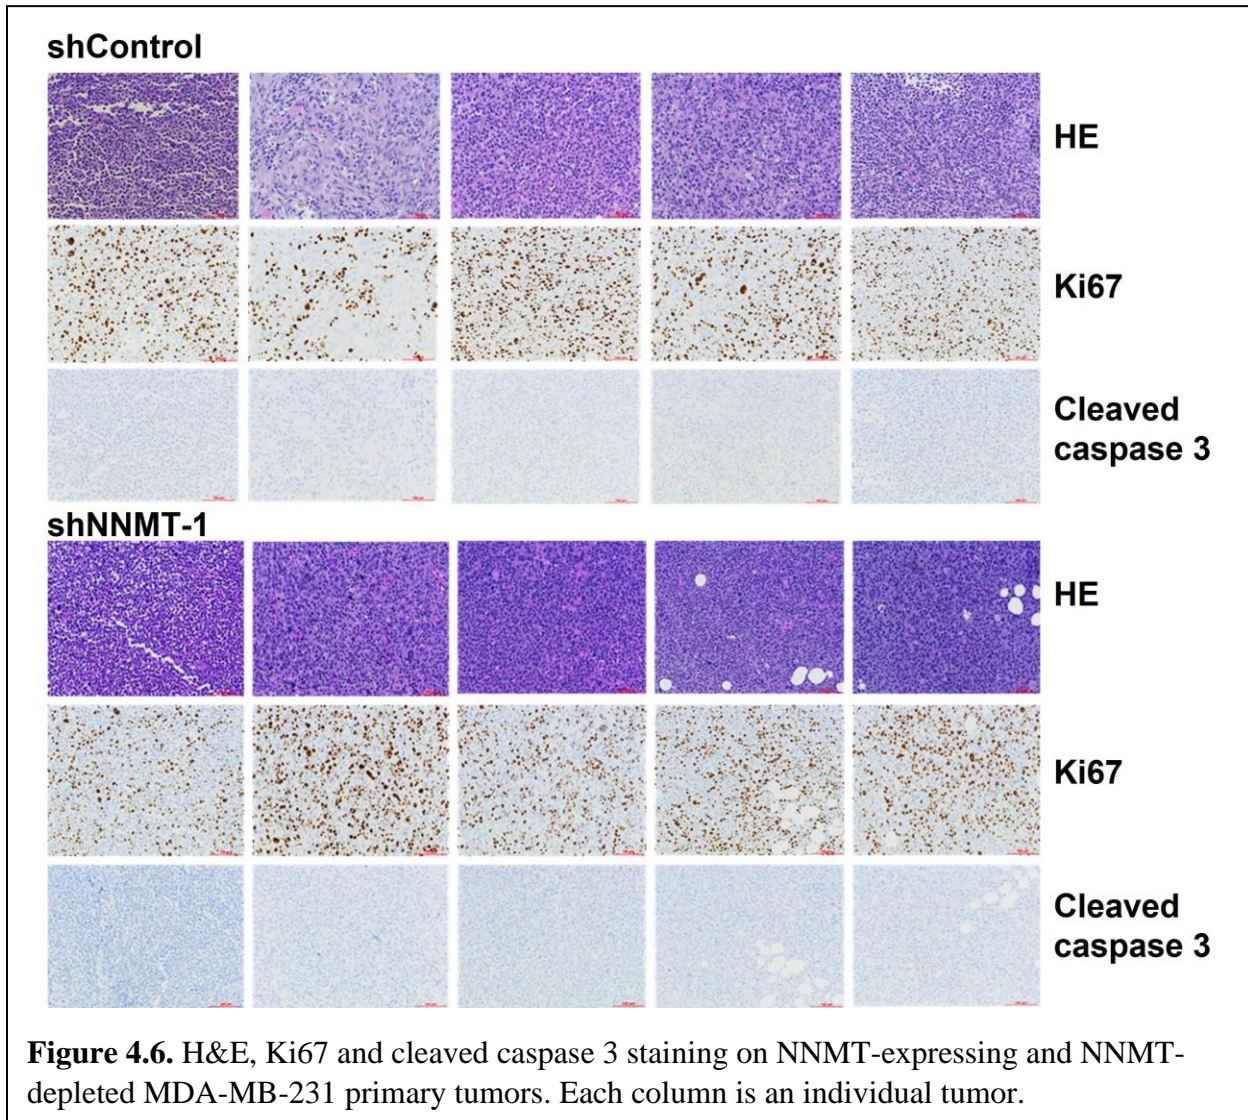 shControl
HE
Ki67
Cleaved
caspase 3
shNNMT-1
HE
Ki67
Cleaved
caspase 3
Figure 4.6. H&E, Ki67 and cleaved caspase 3 staining on NNMT-expressing and NNMT-
depleted MDA-MB-231 primary tumors. Each column is an individual tumor.